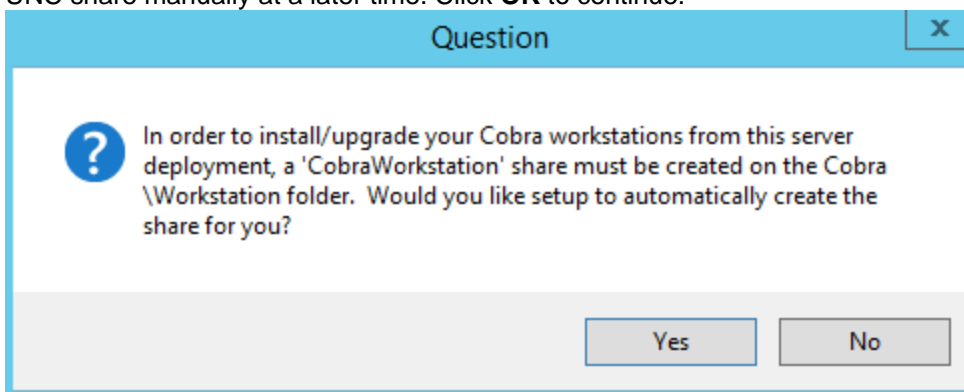 UNC share manually at a later time. Click OK to continue.
Question
x
In order to install/upgrade your Cobra workstations from this server
deployment, a 'CobraWorkstation' share must be created on the Cobra
\Workstation folder.  Would you like setup to automatically create the
share for you?
Yes
No